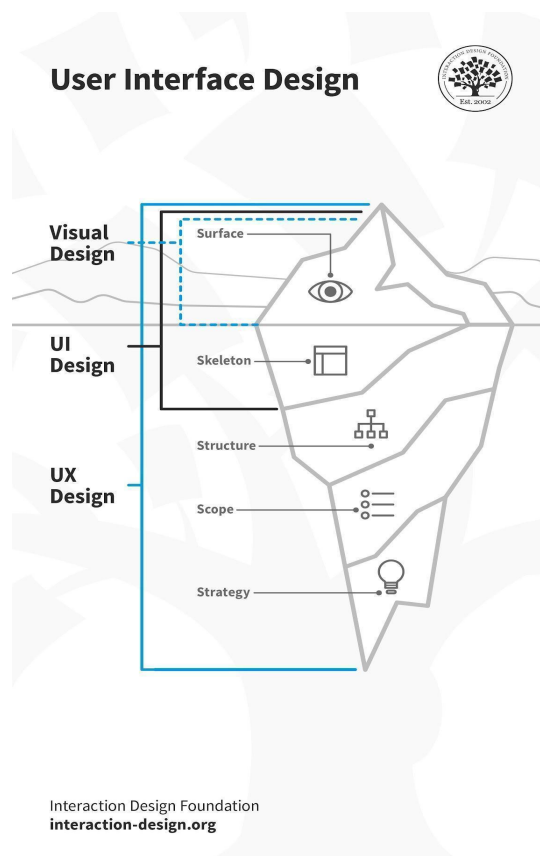 User Interface Design
INTERACTION DESIGN FOUNDATION
Est. 2002
Visual
Design
Surface
UI
Design
Skeleton
Structure
UX
Design
Scope
Strategy
Interaction Design Foundation
interaction-design.org